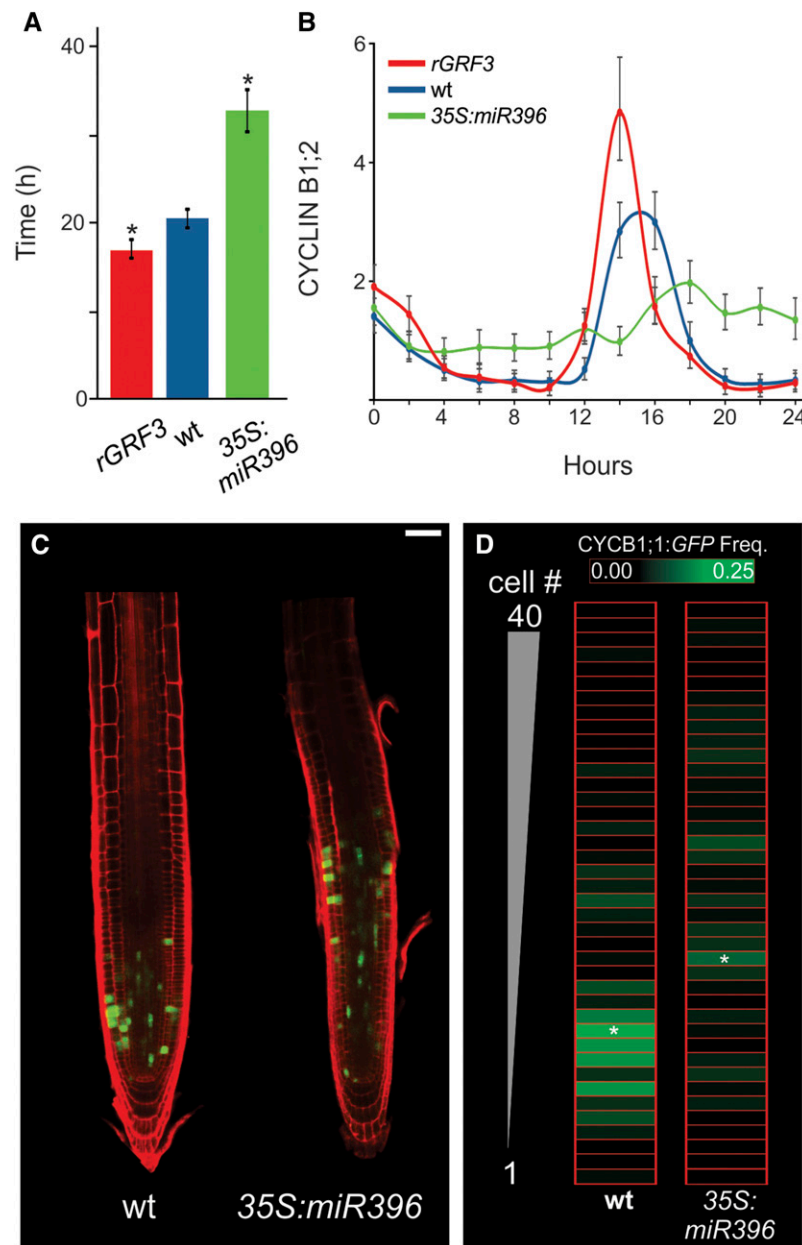 A
40
20
0
Time (h)
*
*
rGRF3
wt
35S:
miR396
B
6
4
2
CYCLIN B1;2
rGRF3
wt
35S:miR396
0 4 8 12 16 20 24
Hours
C
wt
35S:miR396
D
CYCB1;1:GFP Freq.
0.00 0.25
cell #
40
1
*
*
wt
35S:
miR396